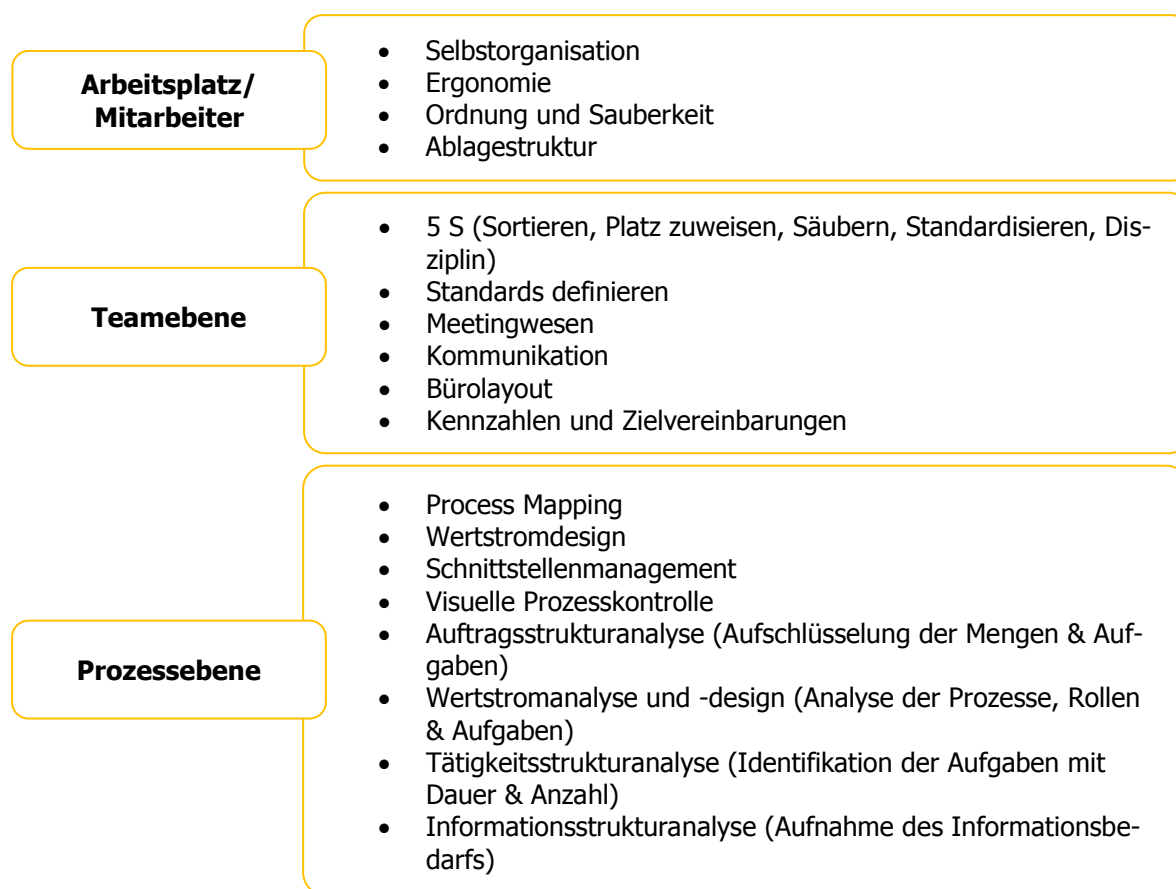 Arbeitsplatz/
Mitarbeiter
• Selbstorganisation
• Ergonomie
• Ordnung und Sauberkeit
• Ablagestruktur
Teamebene
• 5 S (Sortieren, Platz zuweisen, Säubern, Standardisieren, Dis-
ziplin)
• Standards definieren
• Meetingwesen
• Kommunikation
• Bürolayout
• Kennzahlen und Zielvereinbarungen
Prozessebene
• Process Mapping
• Wertstromdesign
• Schnittstellenmanagement
• Visuelle Prozesskontrolle
• Auftragsstrukturanalyse (Aufschlüsselung der Mengen & Auf-
gaben)
• Wertstromanalyse und -design (Analyse der Prozesse, Rollen
& Aufgaben)
• Tätigkeitsstrukturanalyse (Identifikation der Aufgaben mit
Dauer & Anzahl)
• Informationsstrukturanalyse (Aufnahme des Informationsbe-
darfs)